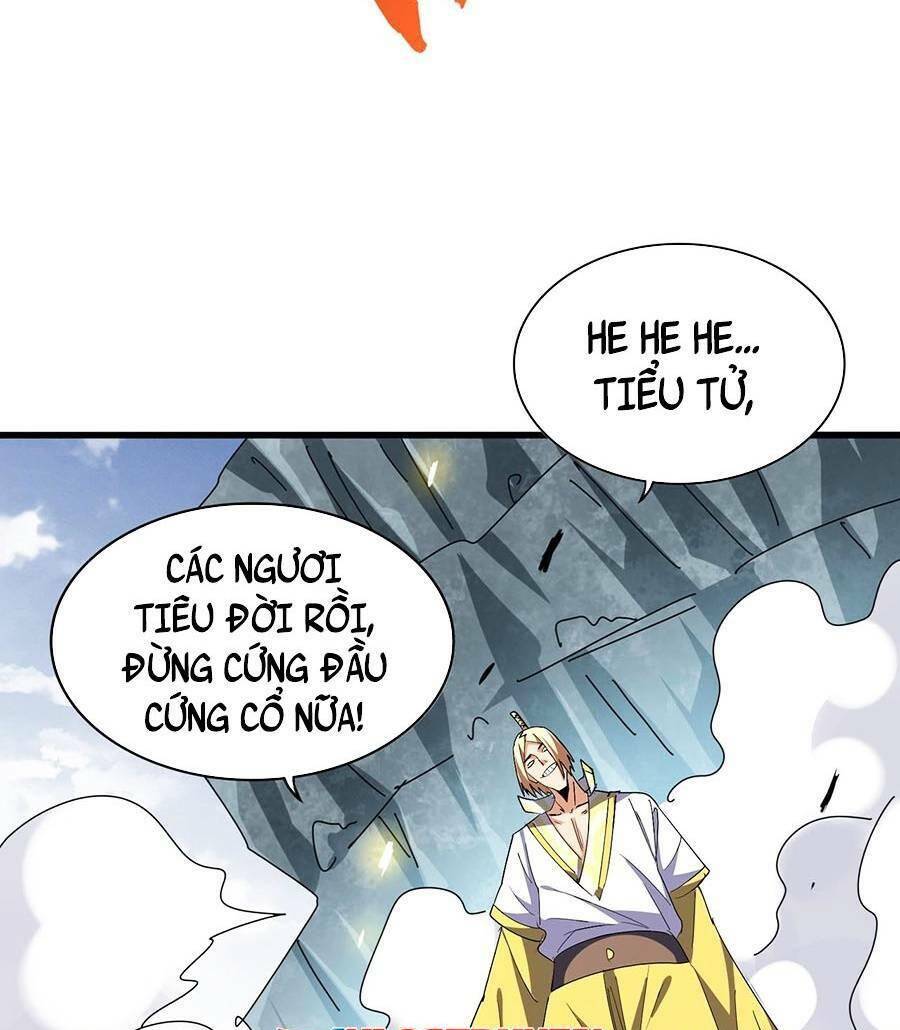 HE HE HE...
TIỂU TỬ,
CÁC NGƯƠI
TIÊU ĐỜI RỒI,
ĐỪNG CỨNG ĐẦU
CỨNG CỔ NỮA!